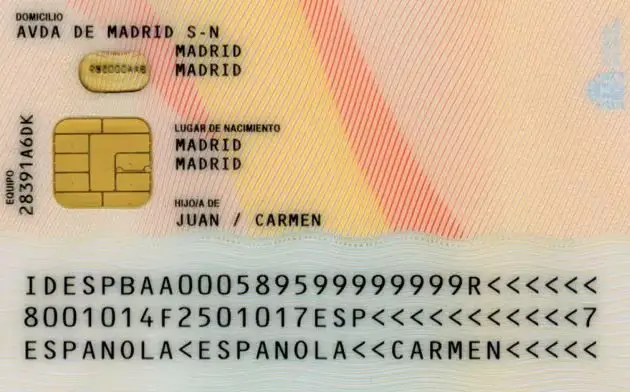 DOMICILIO
AVDA DE MADRID S-N
MADRID
MADRID
LUGAR DE NACIMIENTO
MADRID
MADRID
EQUIPO
28391A6DK
HIJO/A DE
JUAN / CARMEN
IDESPBAA000589599999999R<<<<<<
8001014F2501017ESP<<<<<<<<<<<7
ESPANOLA<ESPANOLA<<CARMEN<<<<<